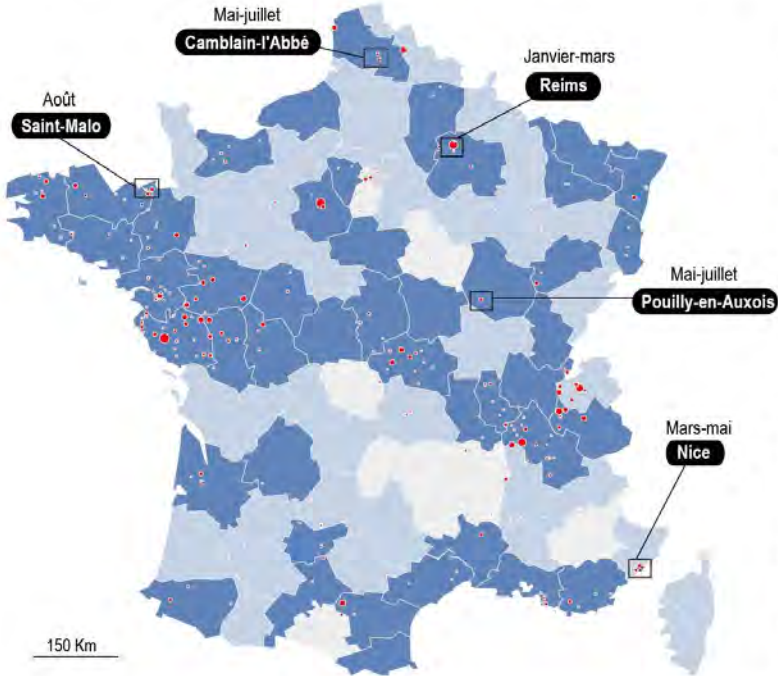 Mai-juillet
Camblain-l'Abbé
Janvier-mars
Reims
Août
Saint-Malo
Mai-juillet
Pouilly-en-Auxois
Mars-mai
Nice
150 Km